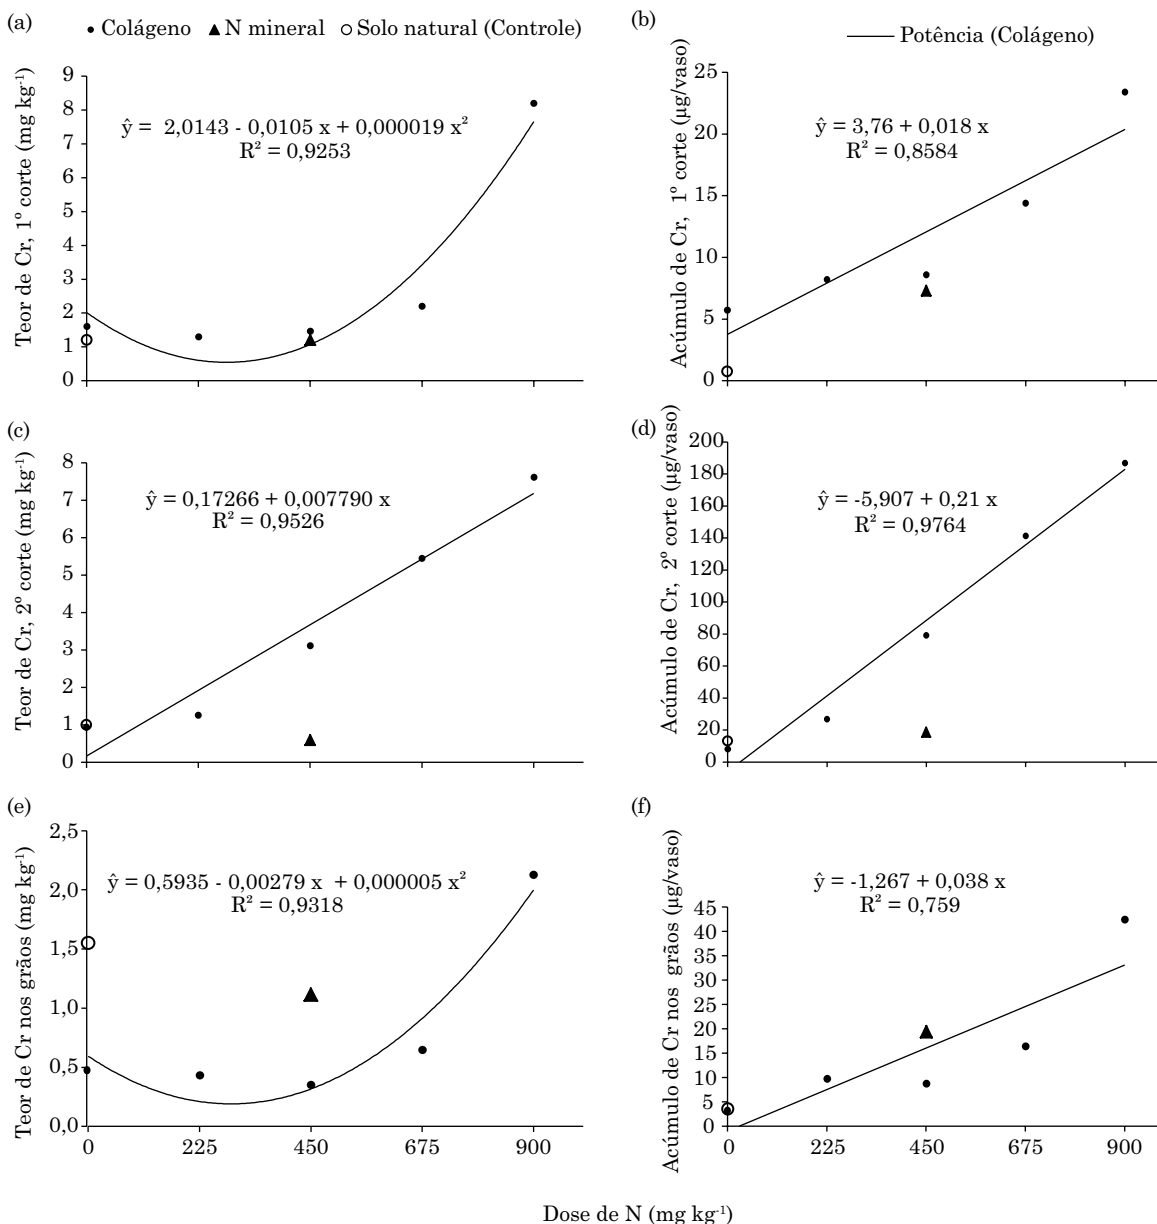 (a)
● Colágeno ▲ N mineral ○ Solo natural (Controle)
Teor de Cr, 1º corte (mg kg⁻¹)
9
8
7
6
5
4
3
2
1
0
ŷ = 2,0143 - 0,0105 x + 0,000019 x²
R² = 0,9253
(b)
Potência (Colágeno)
Acúmulo de Cr, 1º corte (µg/vaso)
25
20
15
10
5
0
ŷ = 3,76 + 0,018 x
R² = 0,8584
(c)
Teor de Cr, 2º corte (mg kg⁻¹)
8
7
6
5
4
3
2
1
0
ŷ = 0,17266 + 0,007790 x
R² = 0,9526
(d)
Acúmulo de Cr, 2º corte (µg/vaso)
200
180
160
140
120
100
80
60
40
20
0
ŷ = -5,907 + 0,21 x
R² = 0,9764
(e)
Teor de Cr nos grãos (mg kg⁻¹)
2,5
2,0
1,5
1,0
0,5
0,0
ŷ = 0,5935 - 0,00279 x + 0,000005 x²
R² = 0,9318
0 225 450 675 900
(f)
Acúmulo de Cr nos grãos (µg/vaso)
45
40
35
30
25
20
15
10
5
0
ŷ = -1,267 + 0,038 x
R² = 0,759
0 225 450 675 900
Dose de N (mg kg⁻¹)